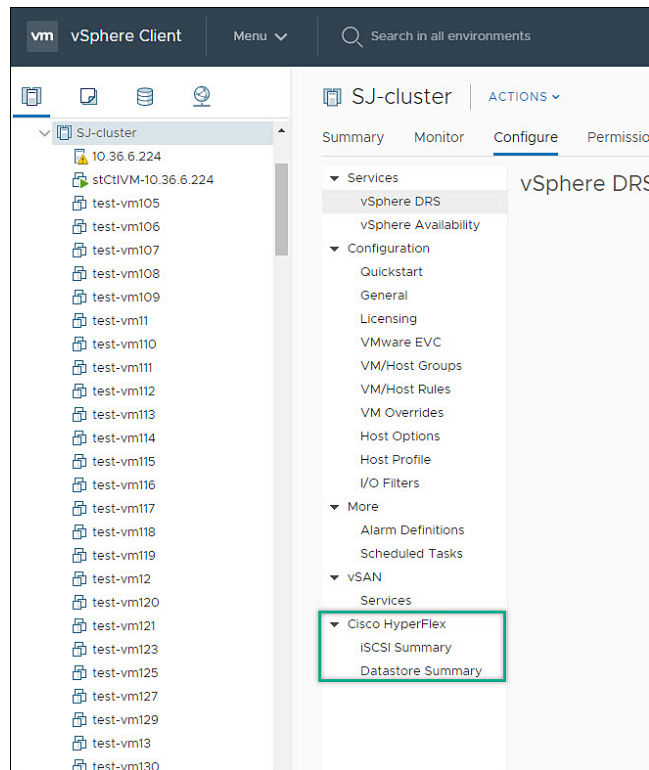 vm vSphere Client Menu Search in all environments
SJ-cluster
10.36.6.224
stCtlVM-10.36.6.224
test-vm105
test-vm106
test-vm107
test-vm108
test-vm109
test-vm11
test-vm110
test-vm111
test-vm112
test-vm113
test-vm114
test-vm115
test-vm116
test-vm117
test-vm118
test-vm119
test-vm12
test-vm120
test-vm121
test-vm123
test-vm125
test-vm127
test-vm129
test-vm13
test-vm130
SJ-cluster ACTIONS
Summary Monitor Configure Permissio
Services
vSphere DRS
vSphere Availability
Configuration
Quickstart
General
Licensing
VMware EVC
VM/Host Groups
VM/Host Rules
VM Overrides
Host Options
Host Profile
I/O Filters
More
Alarm Definitions
Scheduled Tasks
vSAN
Services
Cisco HyperFlex
iSCSI Summary
Datastore Summary
vSphere DRS